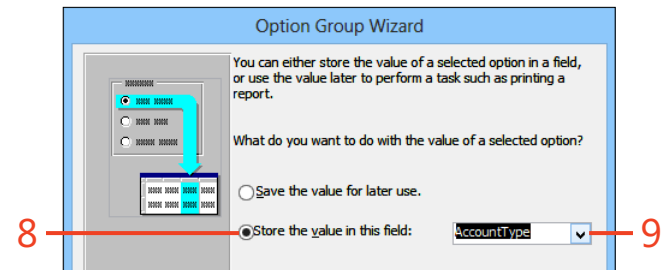 Option Group Wizard
You can either store the value of a selected option in a field,
or use the value later to perform a task such as printing a
report.
What do you want to do with the value of a selected option?
Save the value for later use.
8 Store the value in this field: AccountType 9